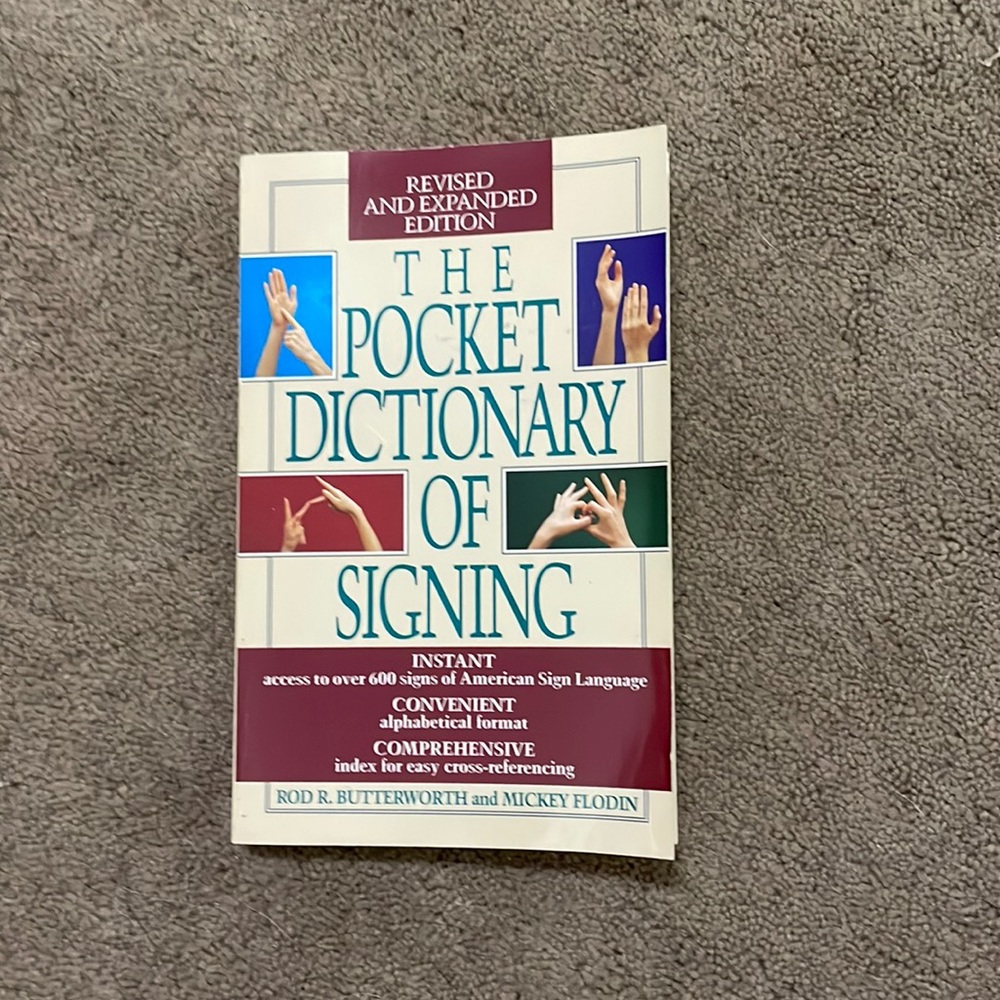 REVISED
AND EXPANDED
EDITION
THE
POCKET
DICTIONARY
OF
SIGNING
INSTANT
access to over 600 signs of American Sign Language
CONVENIENT
alphabetical format
COMPREHENSIVE
index for easy cross-referencing
ROD R. BUTTERWORTH and MICKEY FLODIN